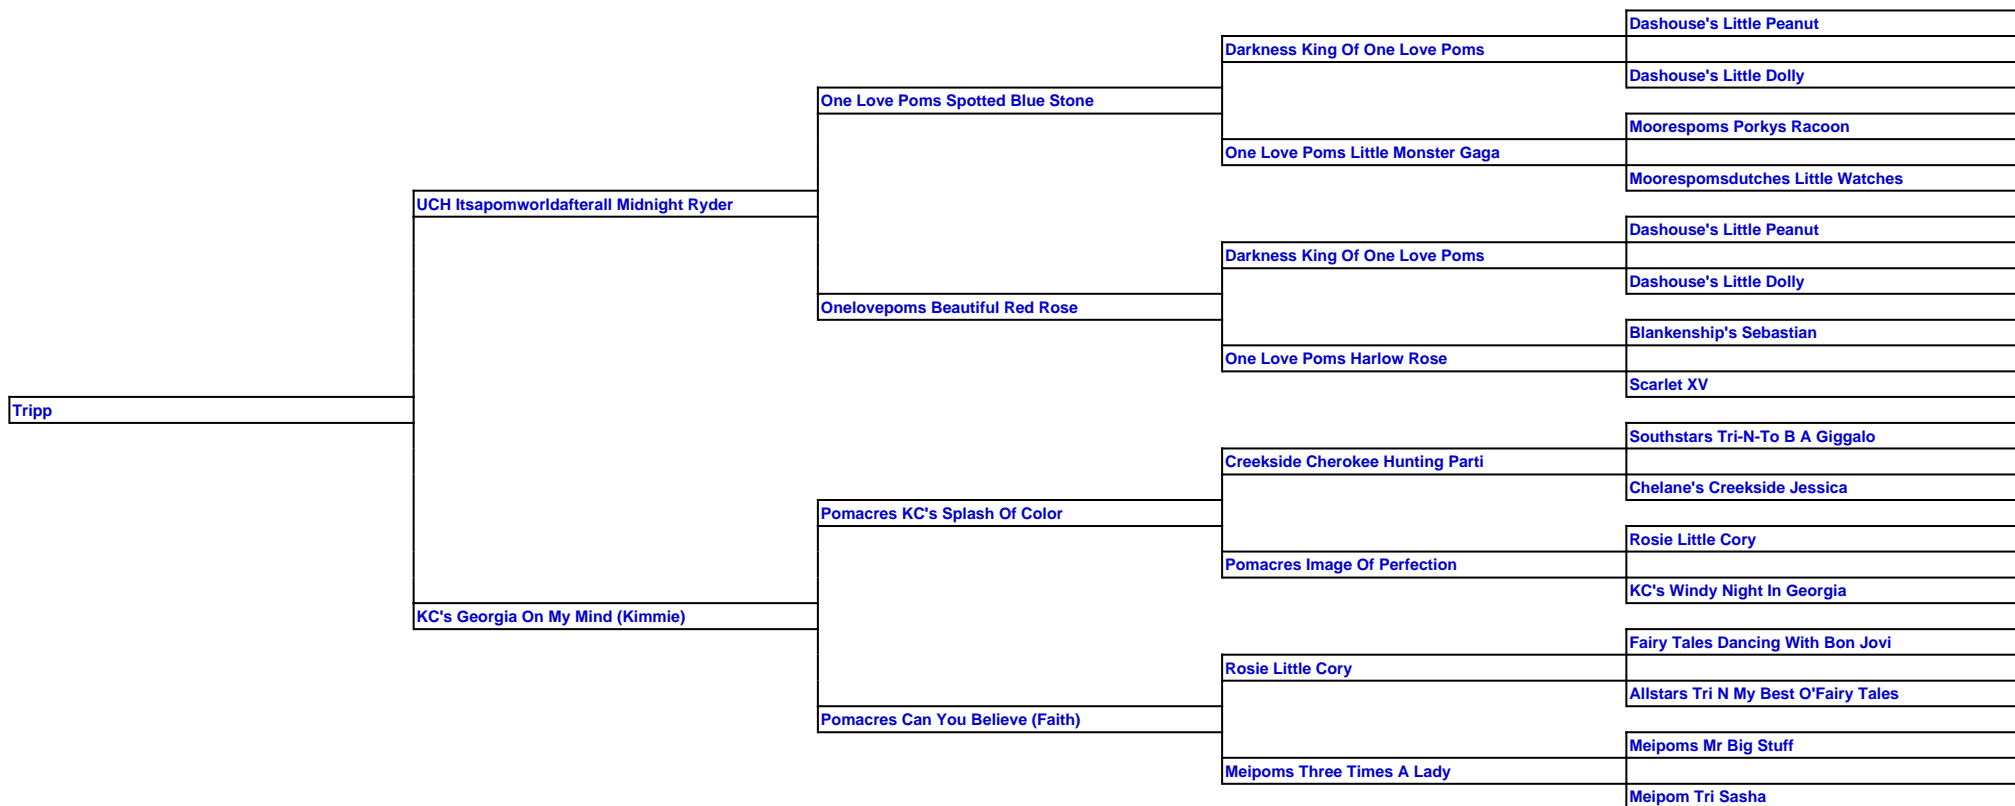 Dashouse's Little Peanut
Darkness King Of One Love Poms
Dashouse's Little Dolly
One Love Poms Spotted Blue Stone
Moorespoms Porkys Racoon
One Love Poms Little Monster Gaga
Moorespomsdutches Little Watches
UCH Itsapomworldafterall Midnight Ryder
Dashouse's Little Peanut
Darkness King Of One Love Poms
Dashouse's Little Dolly
Onelovepoms Beautiful Red Rose
Blankenship's Sebastian
One Love Poms Harlow Rose
Scarlet XV
Tripp
Southstars Tri-N-To B A Giggalo
Creekside Cherokee Hunting Parti
Chelane's Creekside Jessica
Pomacres KC's Splash Of Color
Rosie Little Cory
Pomacres Image Of Perfection
KC's Windy Night In Georgia
KC's Georgia On My Mind (Kimmie)
Fairy Tales Dancing With Bon Jovi
Rosie Little Cory
Allstars Tri N My Best O'Fairy Tales
Pomacres Can You Believe (Faith)
Meipoms Mr Big Stuff
Meipoms Three Times A Lady
Meipom Tri Sasha